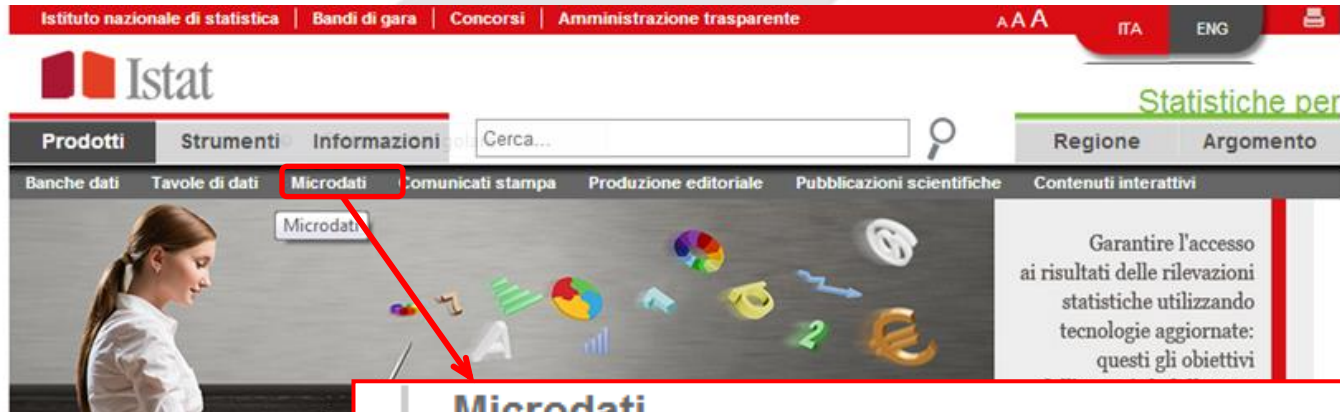 Istituto nazionale di statistica | Bandi di gara | Concorsi | Amministrazione trasparente
A A A
ITA
ENG
Istat
Statistiche per
Prodotti
Strumenti
Informazioni
Cerca...
Regione
Argomento
Banche dati
Tavole di dati
Microdati
Comunicati stampa
Produzione editoriale
Pubblicazioni scientifiche
Contenuti interattivi
Microdati
Garantire l'accesso
ai risultati delle rilevazioni
statistiche utilizzando
tecnologie aggiornate:
questi gli obiettivi
Microdati